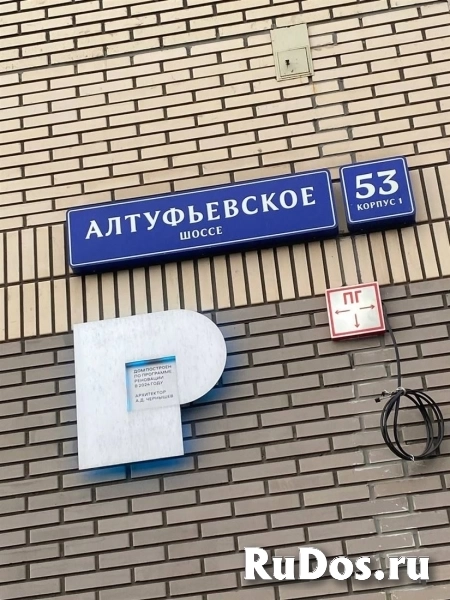 АЛТУФЬЕВСКОЕ
ШОССЕ
53
КОРПУС 1
ПГ
ДОМ ПОСТРОЕН
ПО ПРОГРАММЕ
РЕНОВАЦИИ
В 2024 ГОДУ
АРХИТЕКТОР
А.Д. ЧЕРНЫШЕВ
RuDos.ru